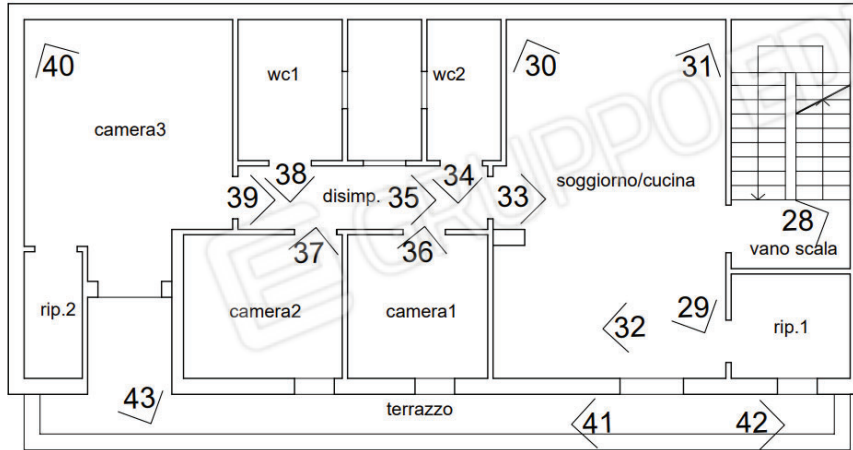 40
wc1
wc2
30
31
camera3
38
34
39
disimp.
35
33
soggiorno/cucina
28
vano scala
37
36
rip.2
camera2
camera1
29
32
rip.1
43
terrazzo
41
42
GRUPPO